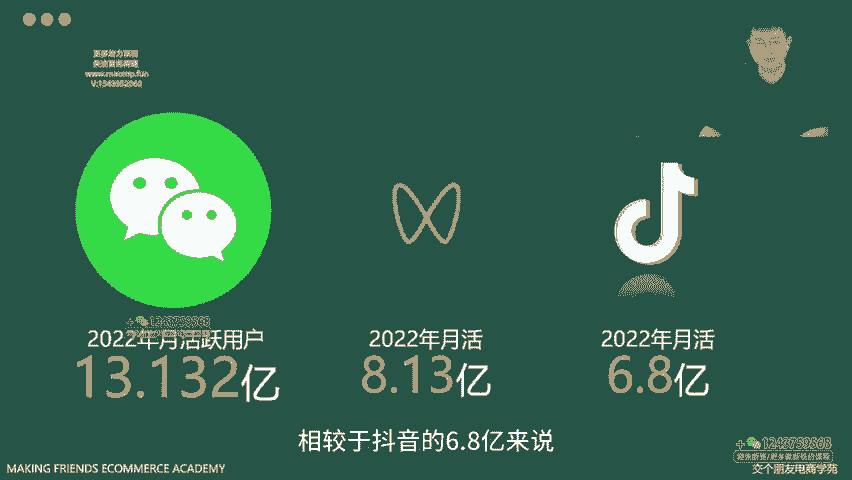 2022年月活跃用户
13.132亿
2022年月活
8.13亿
2022年月活
6.8亿
相较于抖音的6.8亿来说
MAKING FRIENDS ECOMMERCE ACADEMY
交个朋友电商学苑